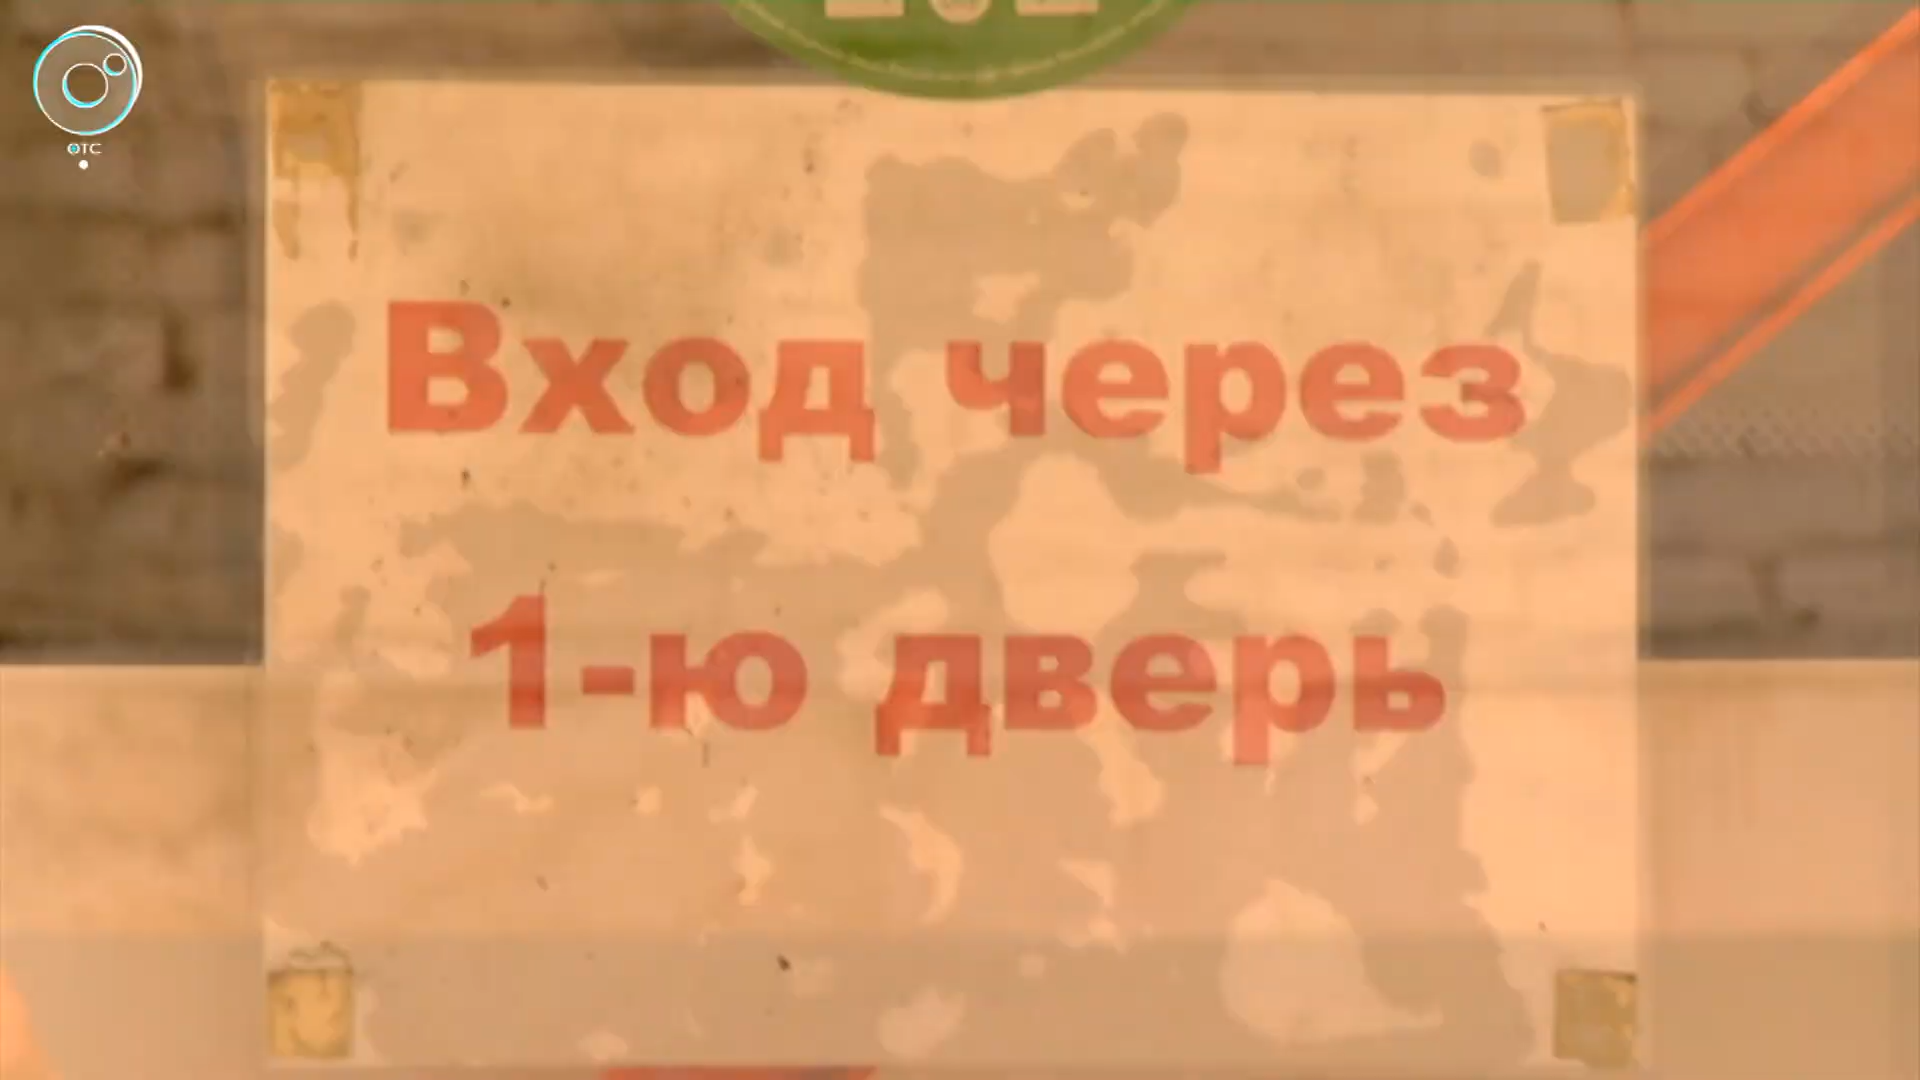 ОТС
Вход через
1-ю дверь